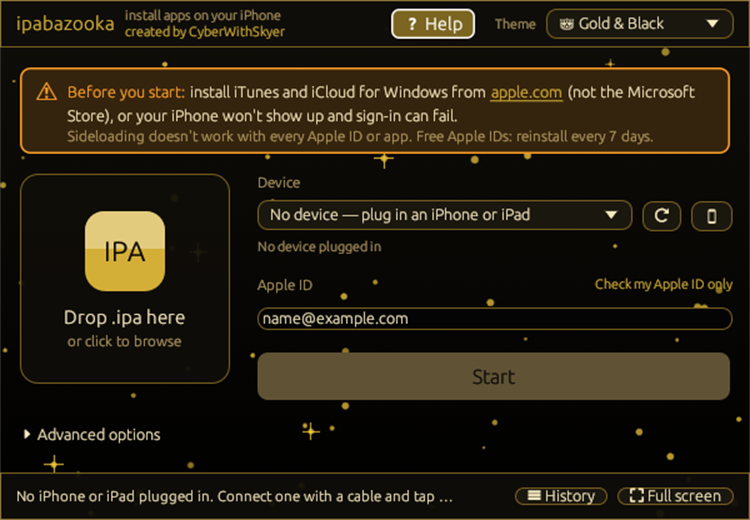 ipabazooka
install apps on your iPhone
created by CyberWithSkyer
? Help
Theme
Gold & Black
Before you start: install iTunes and iCloud for Windows from apple.com (not the Microsoft
Store), or your iPhone won't show up and sign-in can fail.
Sideloading doesn't work with every Apple ID or app. Free Apple IDs: reinstall every 7 days.
IPA
Drop .ipa here
or click to browse
Device
No device — plug in an iPhone or iPad
No device plugged in
Apple ID
Check my Apple ID only
name@example.com
Start
Advanced options
No iPhone or iPad plugged in. Connect one with a cable and tap ...
History
Full screen